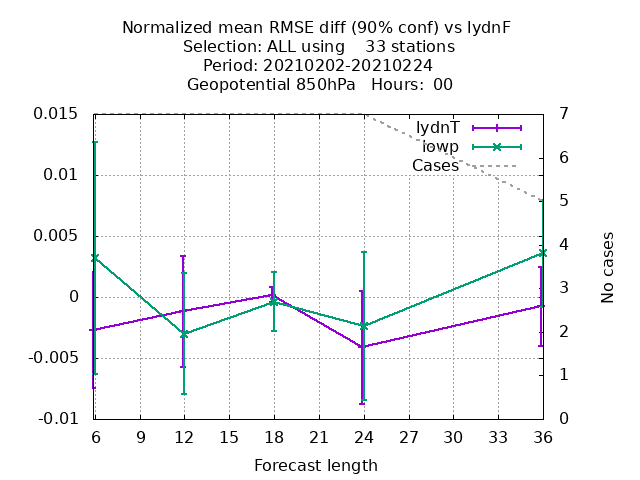 Normalized mean RMSE diff (90% conf) vs lydnF
Selection: ALL using    33 stations
Period: 20210202-20210224
Geopotential 850hPa   Hours:  00
0.015
0.01
0.005
0
-0.005
-0.01
7
6
5
4
3
2
1
0
lydnT
iowp
Cases
No cases
6 9 12 15 18 21 24 27 30 33 36
Forecast length